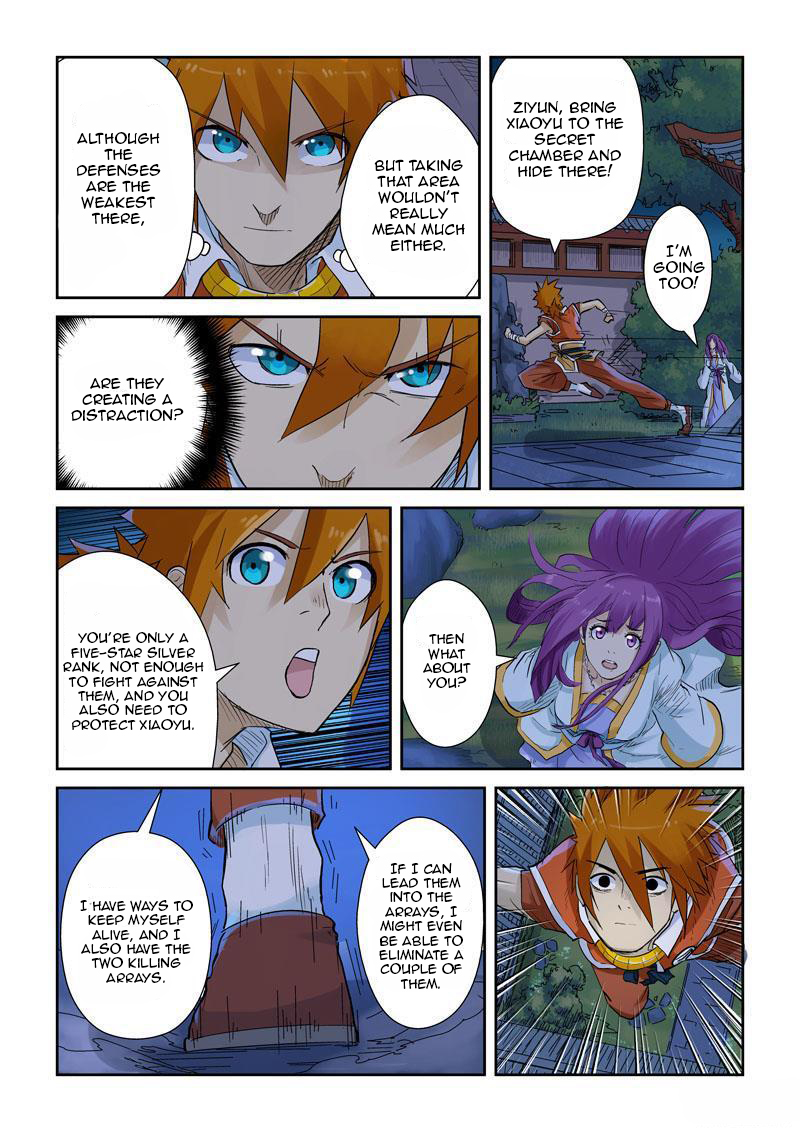 ALTHOUGH
THE
DEFENSES
ARE THE
WEAKEST
THERE,
BUT TAKING
THAT AREA
WOULDN'T
REALLY
MEAN MUCH
EITHER.
ARE THEY
CREATING A
DISTRACTION?
ZIYUN, BRING
XIAOYU TO THE
SECRET
CHAMBER AND
HIDE THERE!
I'M
GOING
TOO!
YOU'RE ONLY A
FIVE-STAR SILVER
RANK, NOT ENOUGH
TO FIGHT AGAINST
THEM, AND YOU
ALSO NEED TO
PROTECT XIAOYU.
THEN
WHAT
ABOUT
YOU?
I HAVE WAYS TO
KEEP MYSELF
ALIVE, AND I
ALSO HAVE THE
TWO KILLING
ARRAYS.
IF I CAN
LEAD THEM
INTO THE
ARRAYS, I
MIGHT EVEN
BE ABLE TO
ELIMINATE A
COUPLE OF
THEM.